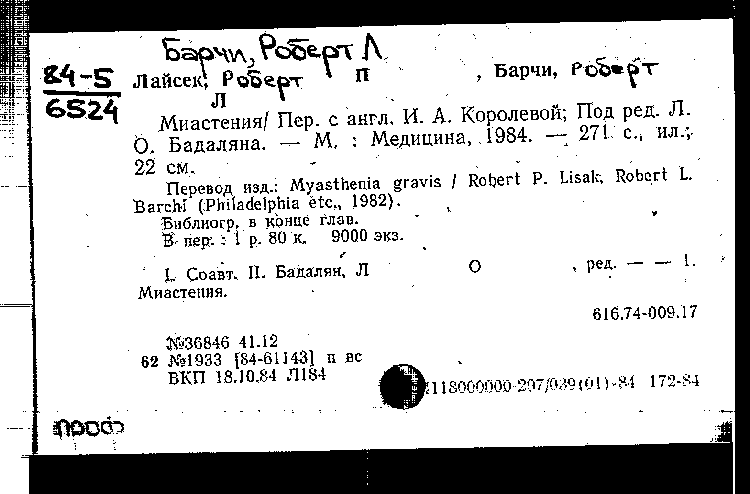 Барчи, Роберт Л
84-5
6524
Лайсек, Роберт П , Барчи, Роберт
Л
Миастения/ Пер. с англ. И. А. Королевой; Под ред. Л.
О. Бадаляна. — М. : Медицина, 1984. — 271 с., ил.;
22 см.
Перевод изд.: Myasthenia gravis / Robert P. Lisak, Robert L.
Barchi (Philadelphia etc., 1982).
Библиогр. в конце глав.
В пер. : 1 р. 80 к. 9000 экз.
I. Соавт. II. Бадалян, Л О , ред. — — 1.
Миастения.
616.74-009.17
№36846 41.12
62 №1933 [84-61143] п вс
ВКП 18.10.84 Л184
118000000-297/039(01)-84 172-84